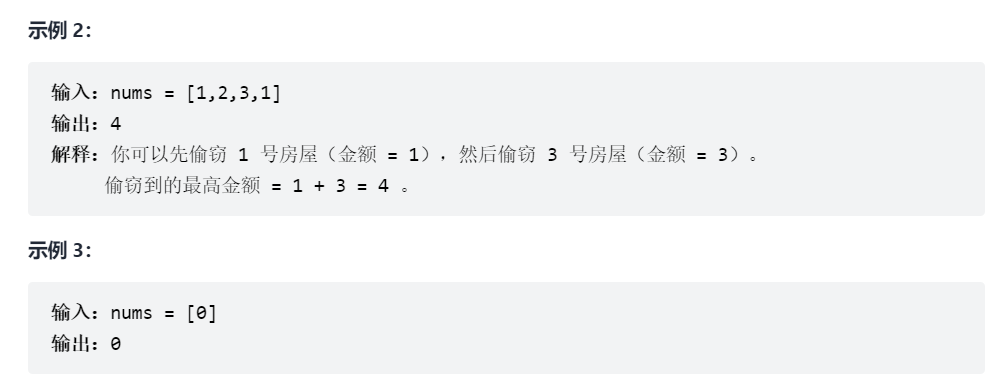 示例 2：
输入：nums = [1,2,3,1]
输出：4
解释：你可以先偷窃 1 号房屋（金额 = 1），然后偷窃 3 号房屋（金额 = 3）。
偷窃到的最高金额 = 1 + 3 = 4 。
示例 3：
输入：nums = [0]
输出：0